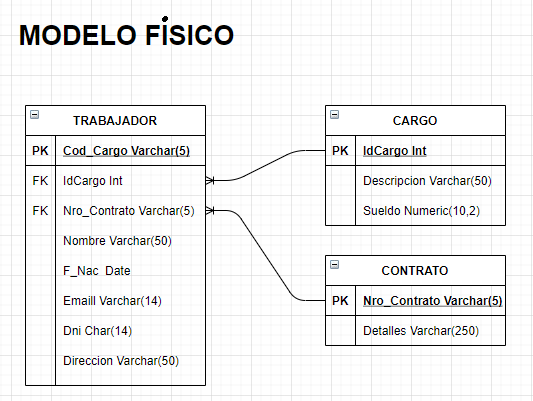 MODELO FÍSICO
TRABAJADOR
PK Cod_Cargo Varchar(5)
FK IdCargo Int
FK Nro_Contrato Varchar(5)
Nombre Varchar(50)
F_Nac Date
Emaill Varchar(14)
Dni Char(14)
Direccion Varchar(50)
CARGO
PK IdCargo Int
Descripcion Varchar(50)
Sueldo Numeric(10,2)
CONTRATO
PK Nro_Contrato Varchar(5)
Detalles Varchar(250)